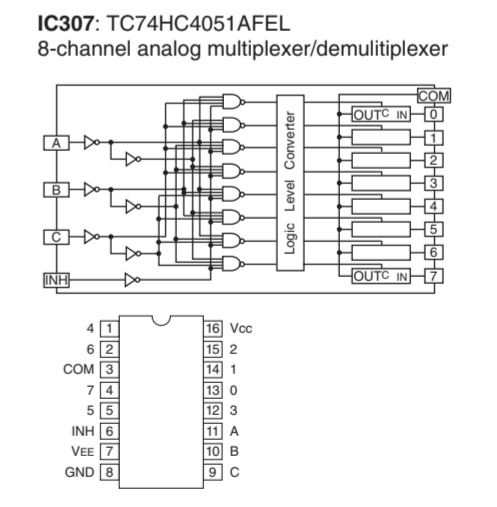 IC307: TC74HC4051AFEL
8-channel analog multiplexer/demulitiplexer
COM
OUT C IN 0
A
1
2
B
3
4
C
5
6
INH
OUT C IN 7
Logic Level Converter
4 1 16 Vcc
6 2 15 2
COM 3 14 1
7 4 13 0
5 5 12 3
INH 6 11 A
VEE 7 10 B
GND 8 9 C